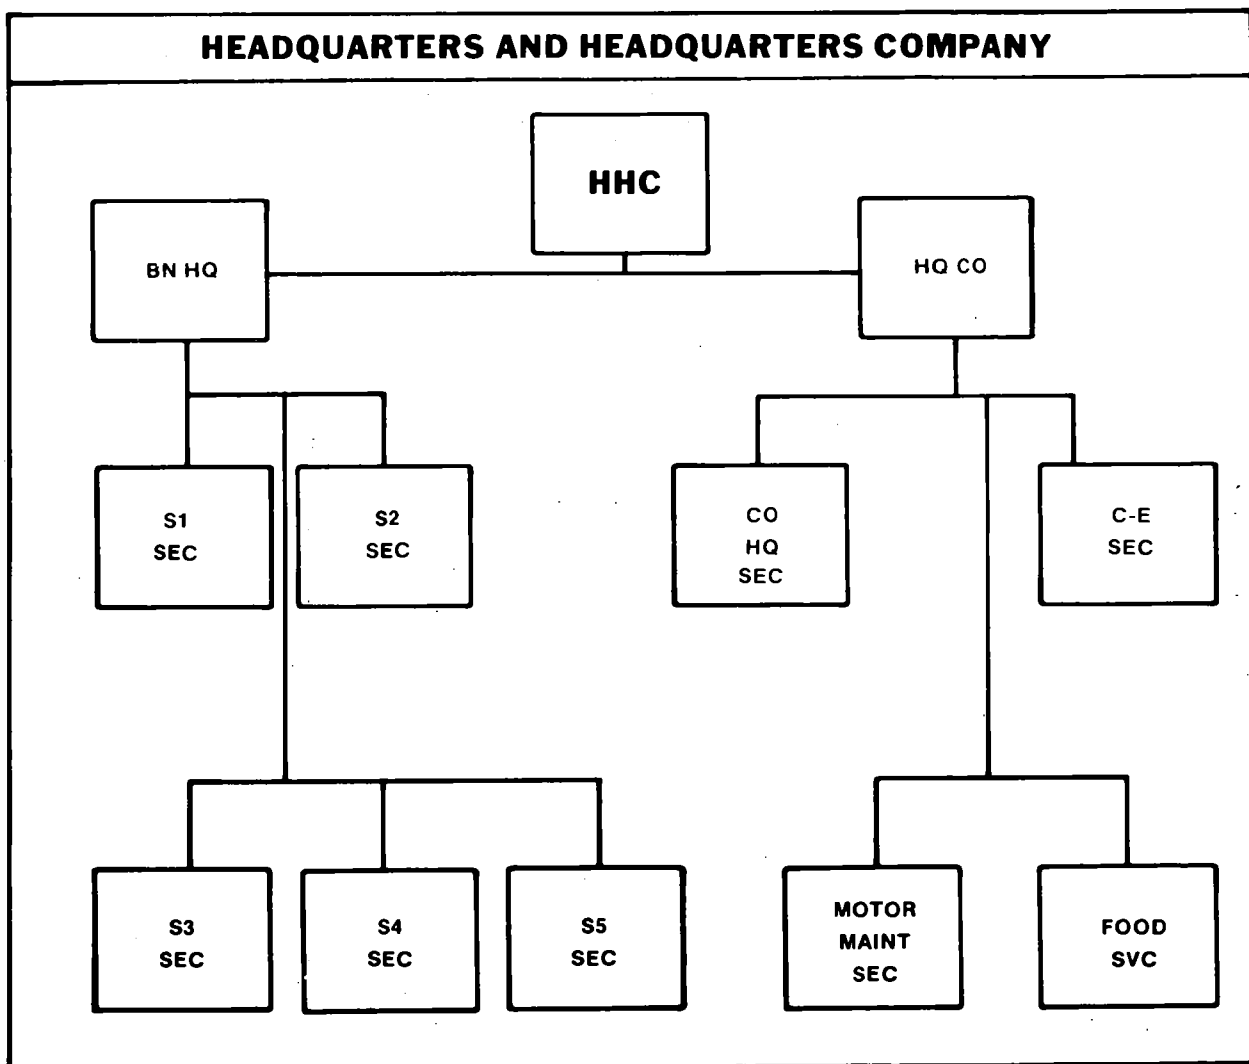 HEADQUARTERS AND HEADQUARTERS COMPANY
HHC
BN HQ
HQ CO
S1
SEC
S2
SEC
CO
HQ
SEC
C-E
SEC
S3
SEC
S4
SEC
S5
SEC
MOTOR
MAINT
SEC
FOOD
SVC